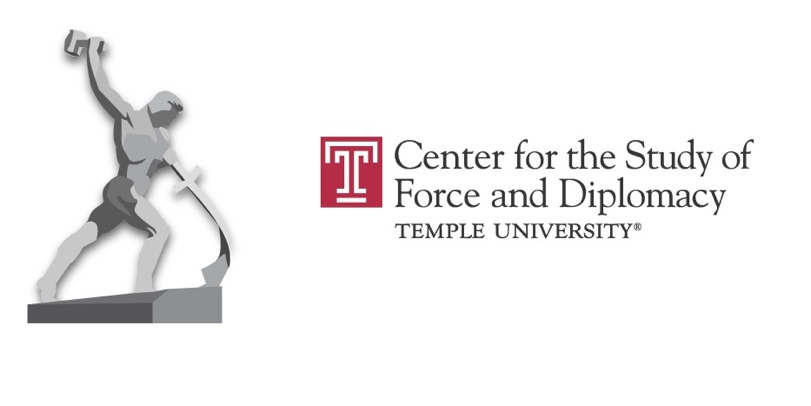 T
Center for the Study of
Force and Diplomacy
TEMPLE UNIVERSITY®